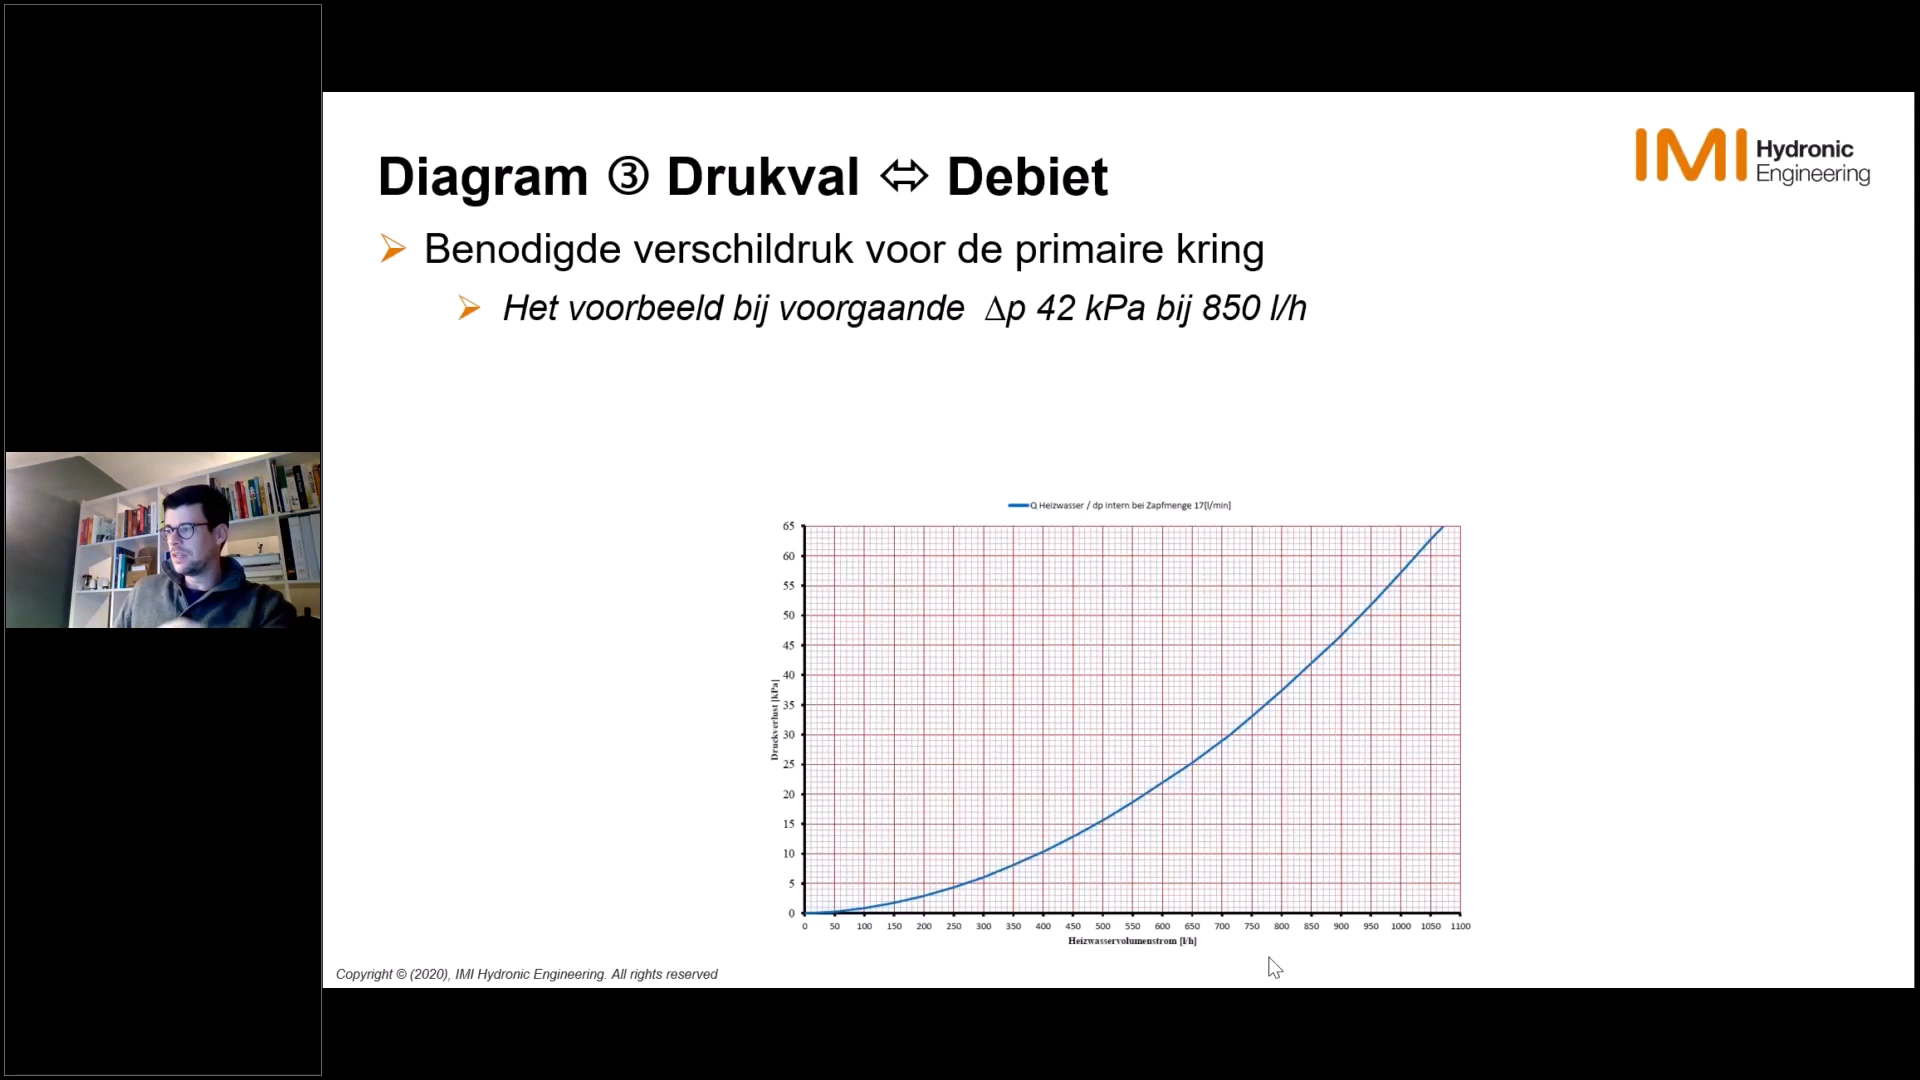 IMI Hydronic
Engineering
Diagram ③ Drukval ⬄ Debiet
Benodigde verschildruk voor de primaire kring
Het voorbeeld bij voorgaande Δp 42 kPa bij 850 l/h
Q Heizwasser / dp intern bei Zapfmenge 17[l/min]
65
60
55
50
45
40
35
30
25
20
15
10
5
0
Druckverlust [kPa]
0 50 100 150 200 250 300 350 400 450 500 550 600 650 700 750 800 850 900 950 1000 1050 1100
Heizwasservolumenstrom [l/h]
Copyright © (2020), IMI Hydronic Engineering. All rights reserved